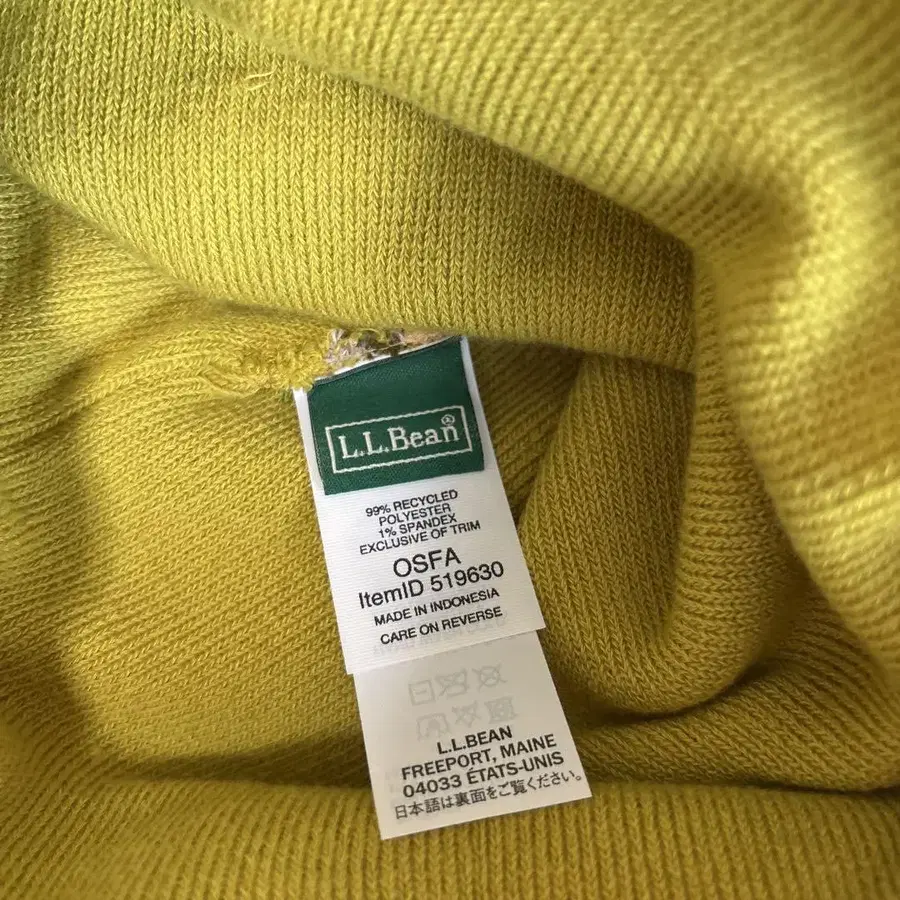 L.L.Bean®
99% RECYCLED
POLYESTER
1% SPANDEX
EXCLUSIVE OF TRIM
OSFA
ItemID 519630
MADE IN INDONESIA
CARE ON REVERSE
L.L.BEAN
FREEPORT, MAINE
04033 ÉTATS-UNIS
日本語は裏面をご覧ください。